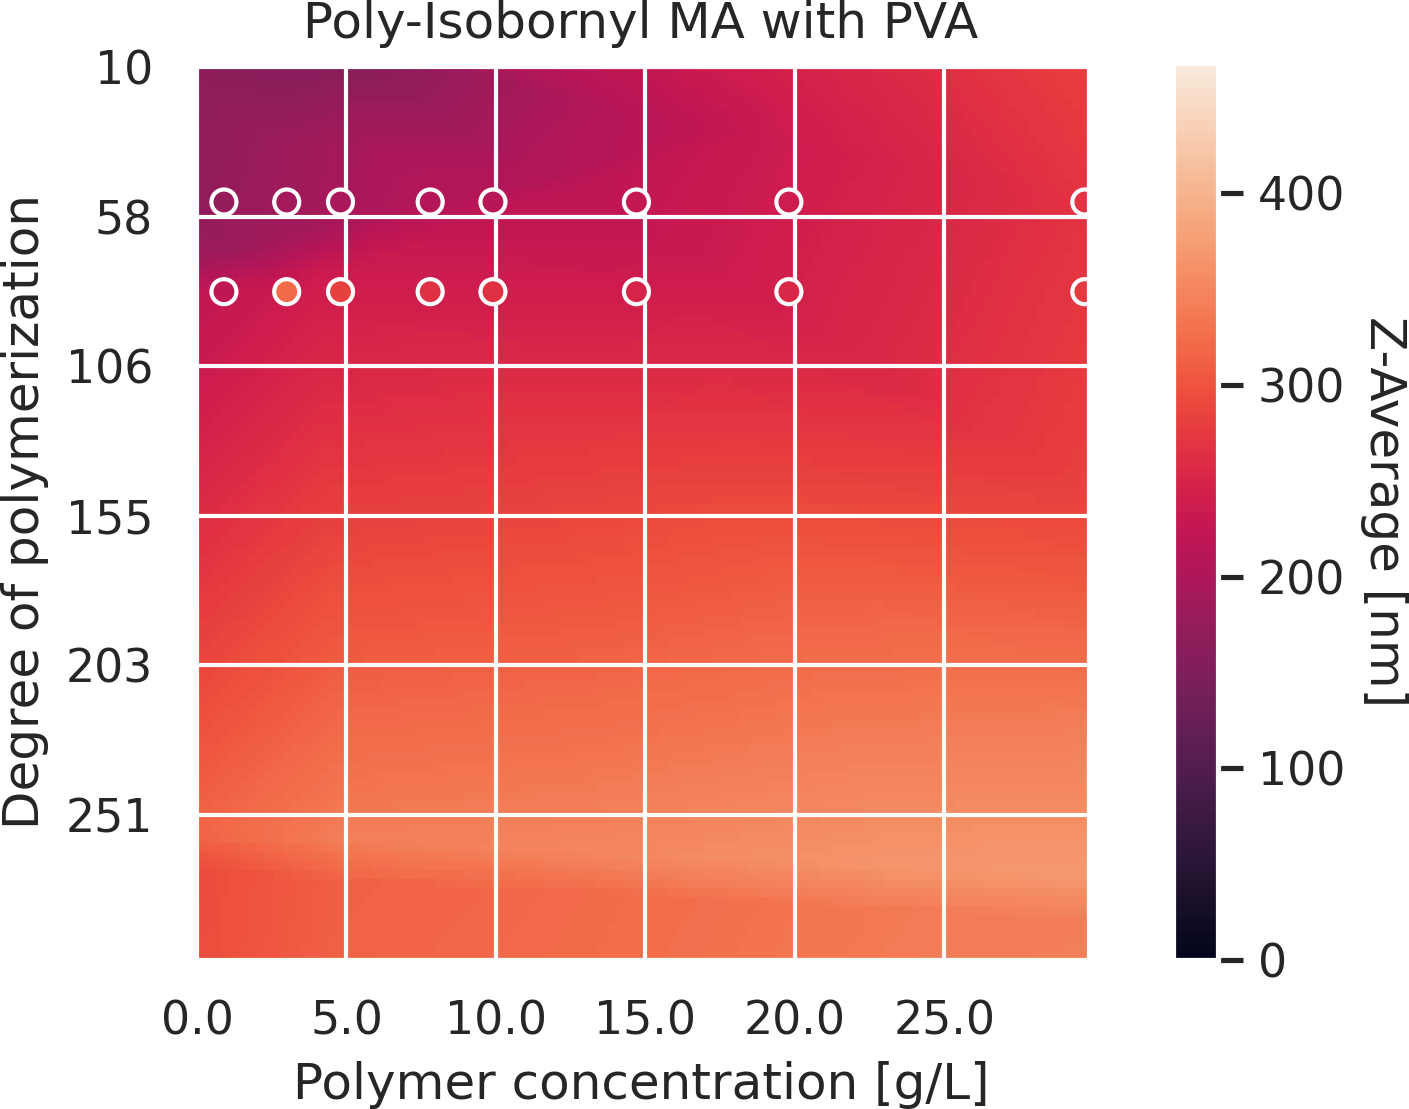 Poly-Isobornyl MA with PVA
10
58
106
155
203
251
Degree of polymerization
0.0 5.0 10.0 15.0 20.0 25.0
Polymer concentration [g/L]
400
300
200
100
0
Z-Average [nm]